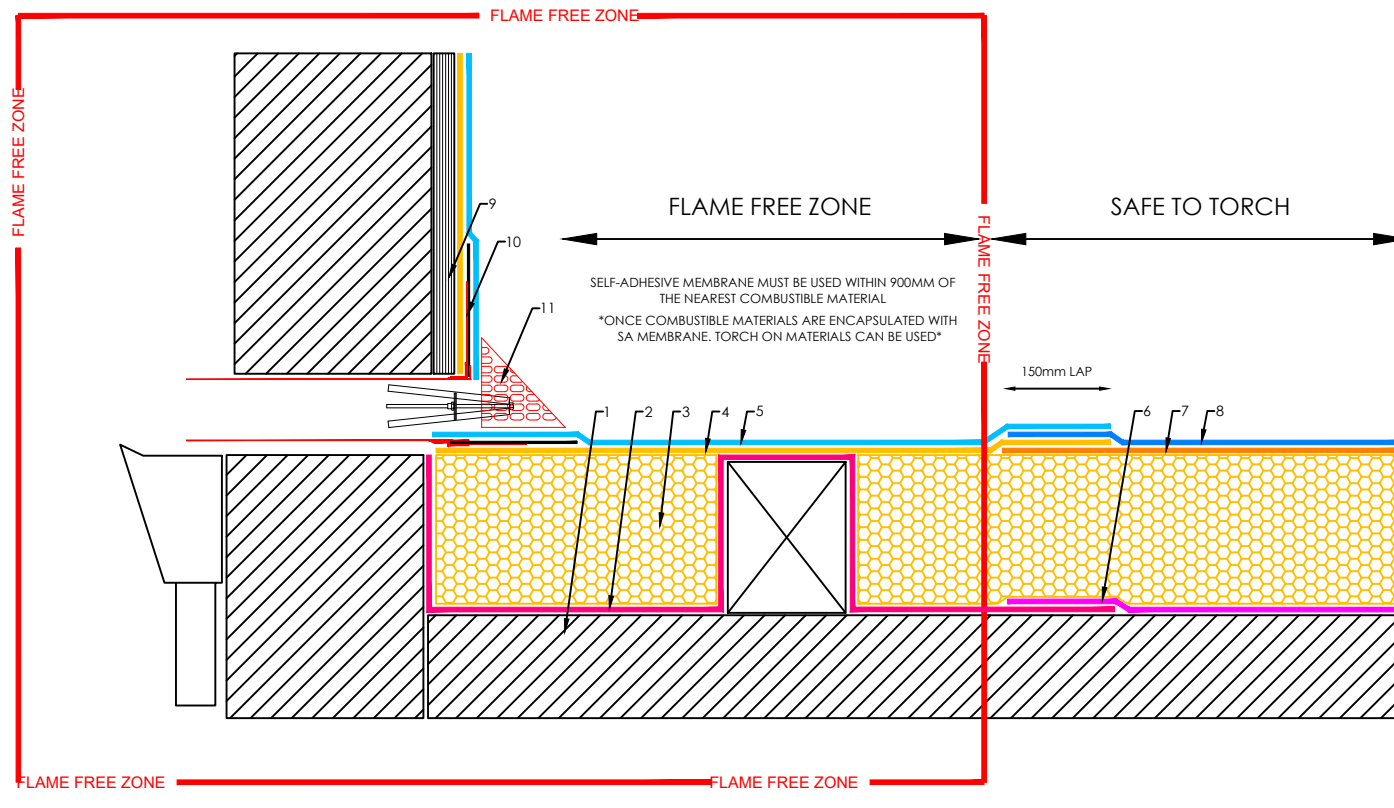 FLAME FREE ZONE
FLAME FREE ZONE
9
10
11
FLAME FREE ZONE
SAFE TO TORCH
FLAME FREE ZONE
SELF-ADHESIVE MEMBRANE MUST BE USED WITHIN 900MM OF
THE NEAREST COMBUSTIBLE MATERIAL
*ONCE COMBUSTIBLE MATERIALS ARE ENCAPSULATED WITH
SA MEMBRANE. TORCH ON MATERIALS CAN BE USED*
150mm LAP
1
2
3
4
5
6
7
8
FLAME FREE ZONE
FLAME FREE ZONE